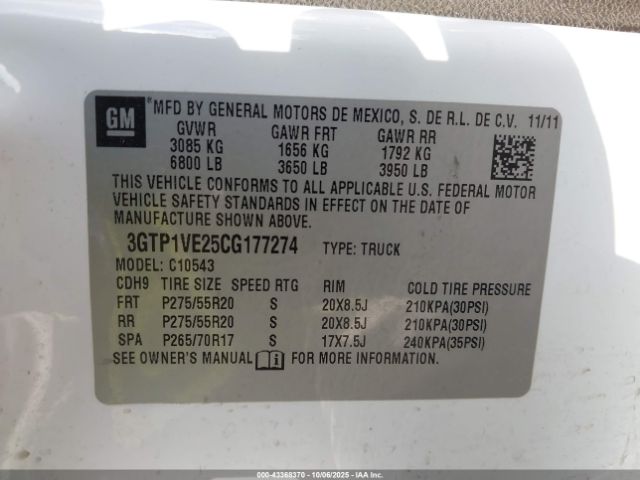 GM
MFD BY GENERAL MOTORS DE MEXICO, S. DE R.L. DE C.V. 11/11
GVWR GAWR FRT GAWR RR
3085 KG 1656 KG 1792 KG
6800 LB 3650 LB 3950 LB
THIS VEHICLE CONFORMS TO ALL APPLICABLE U.S. FEDERAL MOTOR
VEHICLE SAFETY STANDARDS IN EFFECT ON THE DATE OF
MANUFACTURE SHOWN ABOVE.
3GTP1VE25CG177274 TYPE: TRUCK
MODEL: C10543
CDH9 TIRE SIZE SPEED RTG RIM COLD TIRE PRESSURE
FRT P275/55R20 S 20X8.5J 210KPA(30PSI)
RR P275/55R20 S 20X8.5J 210KPA(30PSI)
SPA P265/70R17 S 17X7.5J 240KPA(35PSI)
SEE OWNER'S MANUAL FOR MORE INFORMATION.
000-43368370 | 10/06/2025 | IAAI.COM